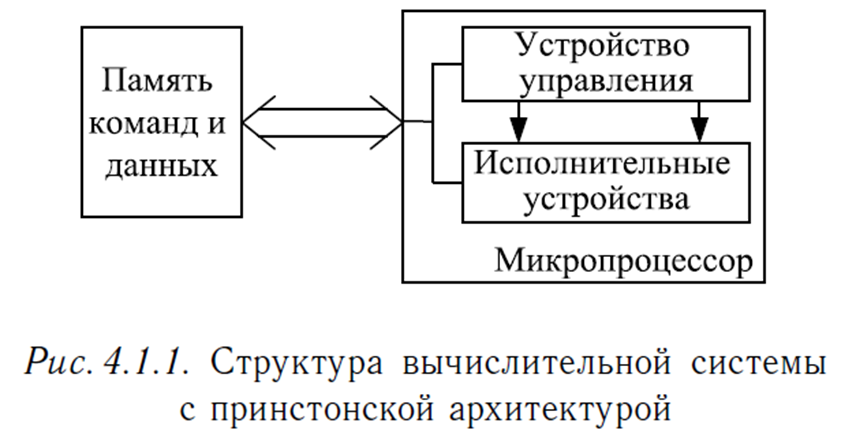 Память
команд и
данных
Устройство
управления
Исполнительные
устройства
Микропроцессор
Рис. 4.1.1. Структура вычислительной системы
с принстонской архитектурой